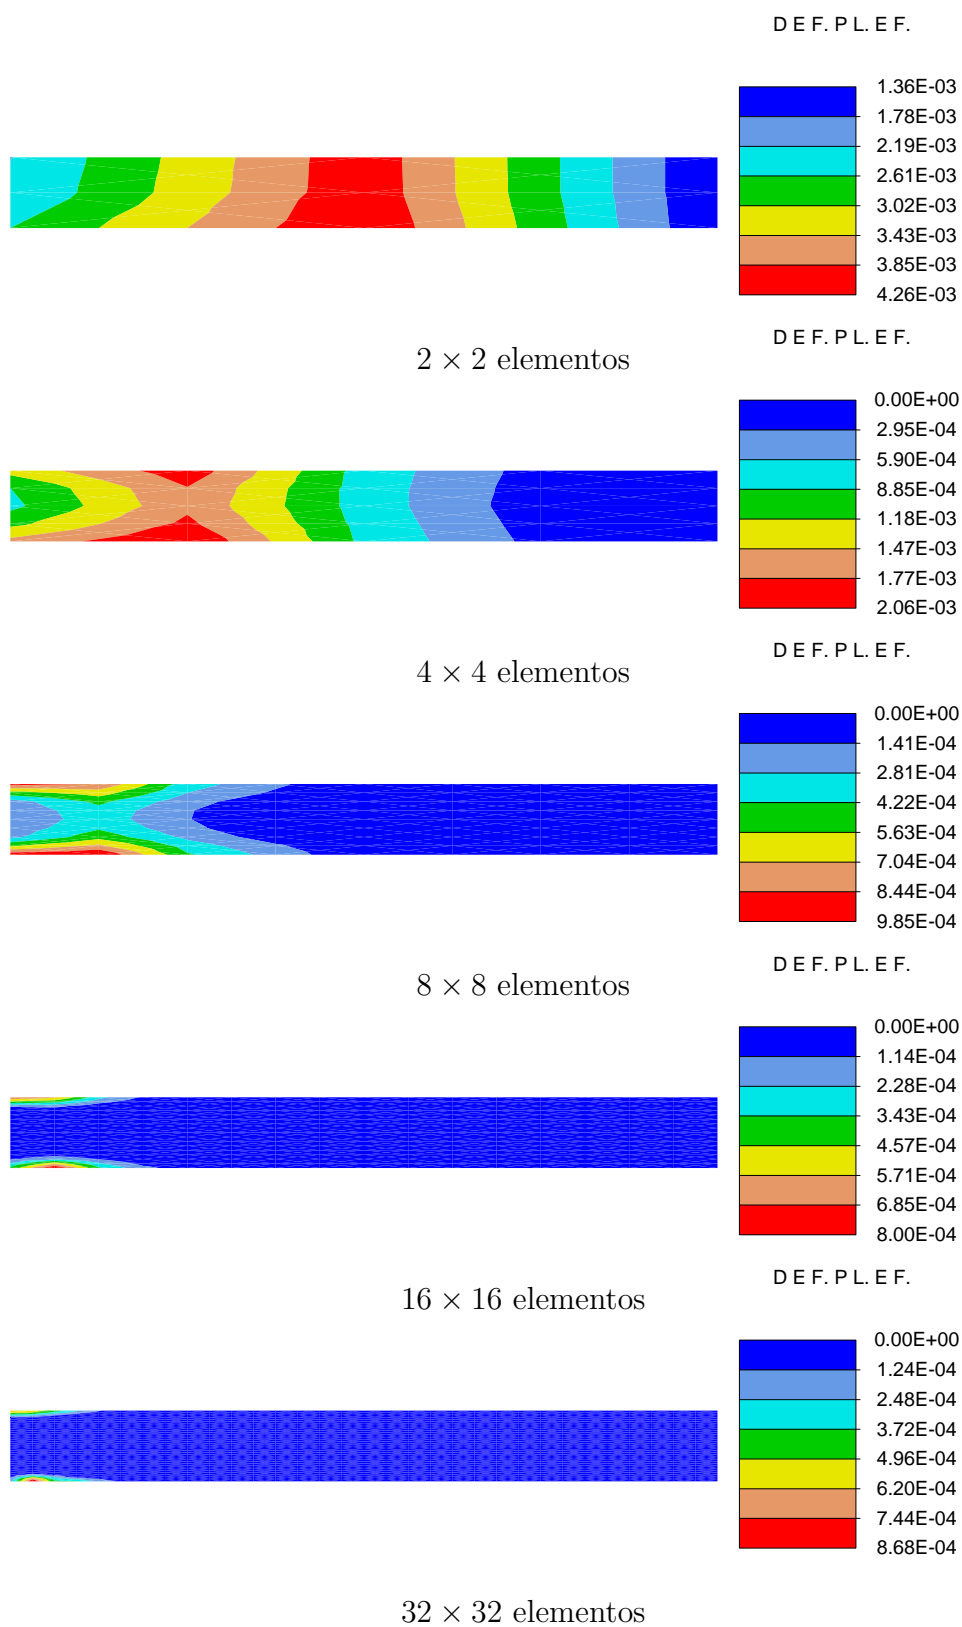 D E F. P L. E F.
1.36E-03
1.78E-03
2.19E-03
2.61E-03
3.02E-03
3.43E-03
3.85E-03
4.26E-03
2 × 2 elementos
D E F. P L. E F.
0.00E+00
2.95E-04
5.90E-04
8.85E-04
1.18E-03
1.47E-03
1.77E-03
2.06E-03
4 × 4 elementos
D E F. P L. E F.
0.00E+00
1.41E-04
2.81E-04
4.22E-04
5.63E-04
7.04E-04
8.44E-04
9.85E-04
8 × 8 elementos
D E F. P L. E F.
0.00E+00
1.14E-04
2.28E-04
3.43E-04
4.57E-04
5.71E-04
6.85E-04
8.00E-04
16 × 16 elementos
D E F. P L. E F.
0.00E+00
1.24E-04
2.48E-04
3.72E-04
4.96E-04
6.20E-04
7.44E-04
8.68E-04
32 × 32 elementos